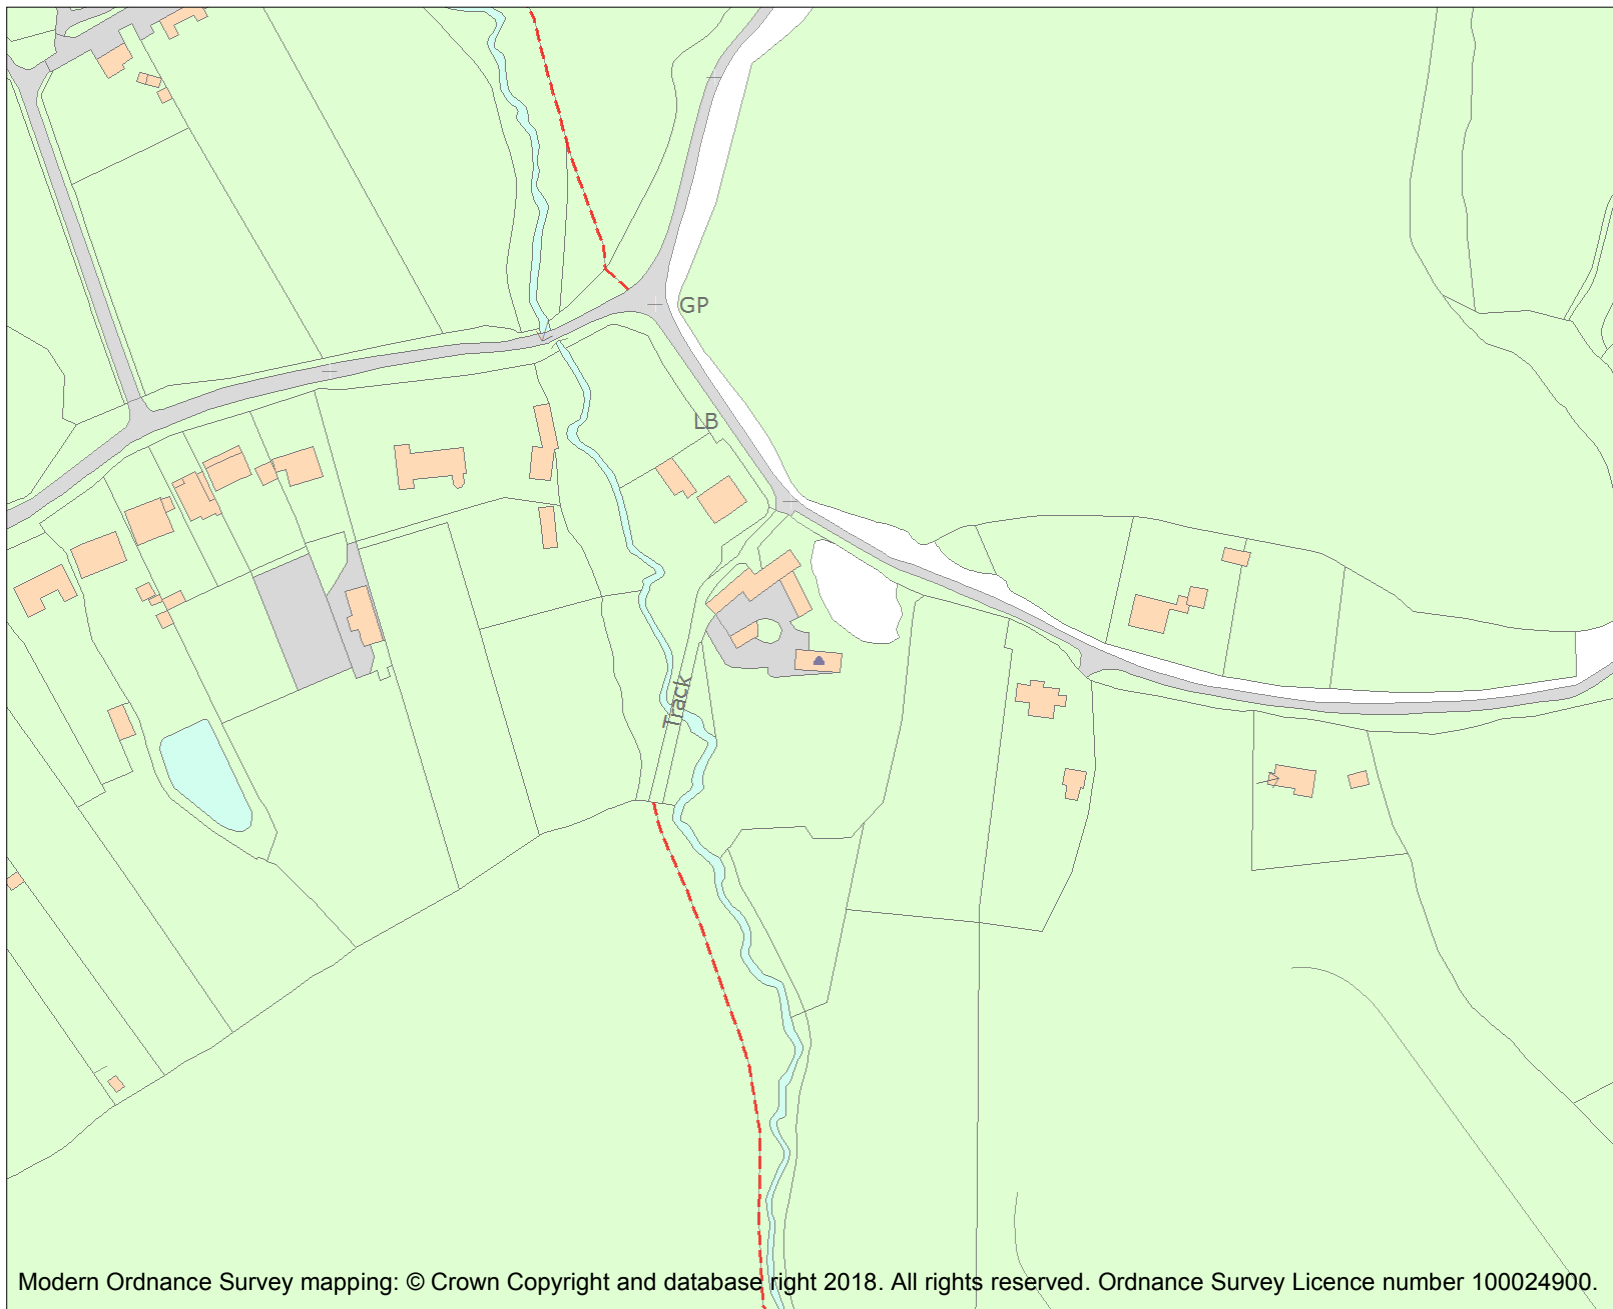 GP
LB
Track
Modern Ordnance Survey mapping: © Crown Copyright and database right 2018. All rights reserved. Ordnance Survey Licence number 100024900.